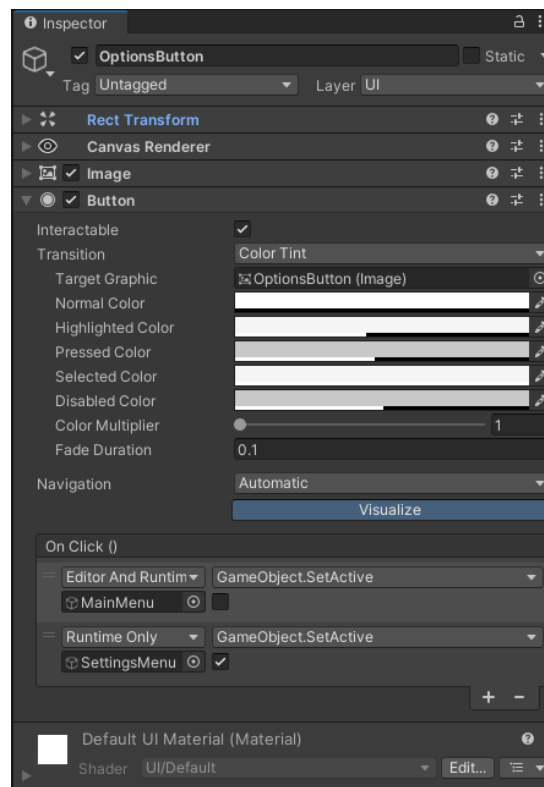 Inspector
OptionsButton Static
Tag Untagged Layer UI
Rect Transform
Canvas Renderer
Image
Button
Interactable
Transition Color Tint
Target Graphic OptionsButton (Image)
Normal Color
Highlighted Color
Pressed Color
Selected Color
Disabled Color
Color Multiplier 1
Fade Duration 0.1
Navigation Automatic
Visualize
On Click ()
Editor And Runtim GameObject.SetActive
MainMenu
Runtime Only GameObject.SetActive
SettingsMenu
Default UI Material (Material)
Shader UI/Default Edit...